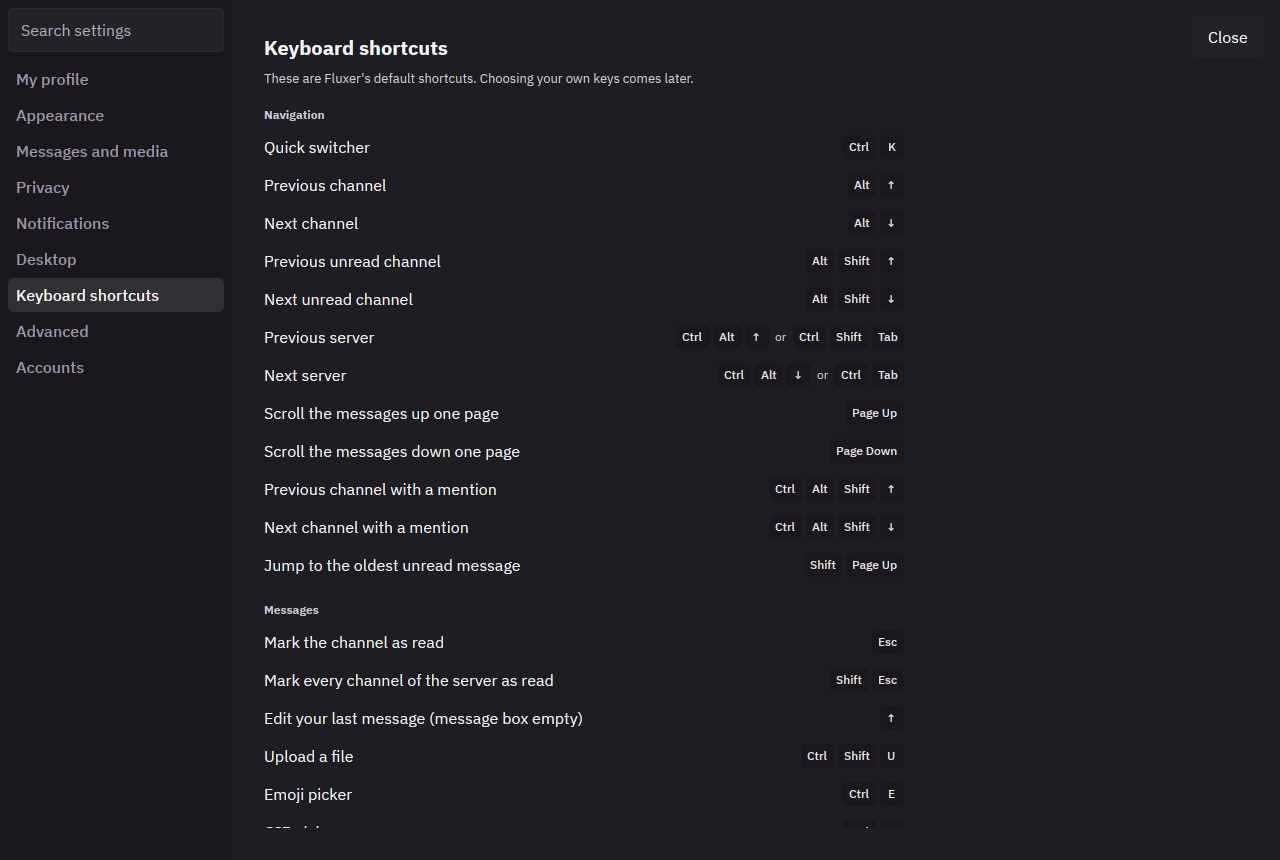 Search settings
Close
My profile
Appearance
Messages and media
Privacy
Notifications
Desktop
Keyboard shortcuts
Advanced
Accounts
Keyboard shortcuts
These are Fluxer's default shortcuts. Choosing your own keys comes later.
Navigation
Quick switcher Ctrl K
Previous channel Alt ↑
Next channel Alt ↓
Previous unread channel Alt Shift ↑
Next unread channel Alt Shift ↓
Previous server Ctrl Alt ↑ or Ctrl Shift Tab
Next server Ctrl Alt ↓ or Ctrl Tab
Scroll the messages up one page Page Up
Scroll the messages down one page Page Down
Previous channel with a mention Ctrl Alt Shift ↑
Next channel with a mention Ctrl Alt Shift ↓
Jump to the oldest unread message Shift Page Up
Messages
Mark the channel as read Esc
Mark every channel of the server as read Shift Esc
Edit your last message (message box empty) ↑
Upload a file Ctrl Shift U
Emoji picker Ctrl E